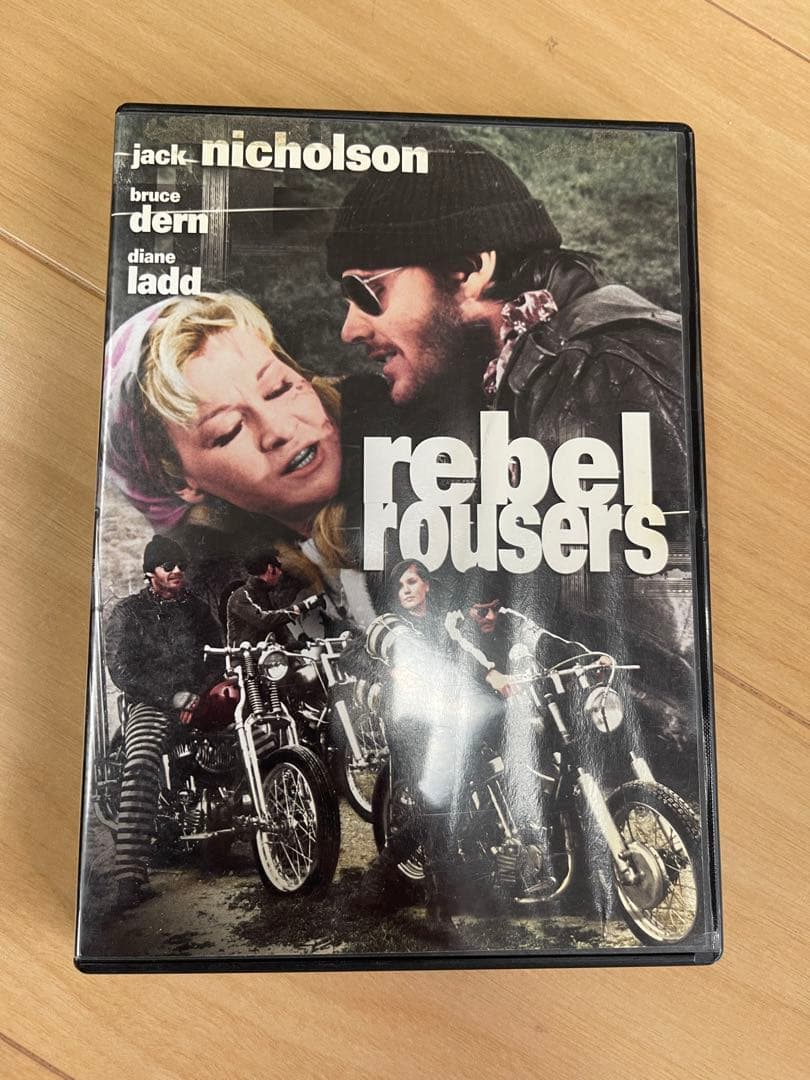 jack nicholson
bruce
dern
diane
ladd
rebel
rousers